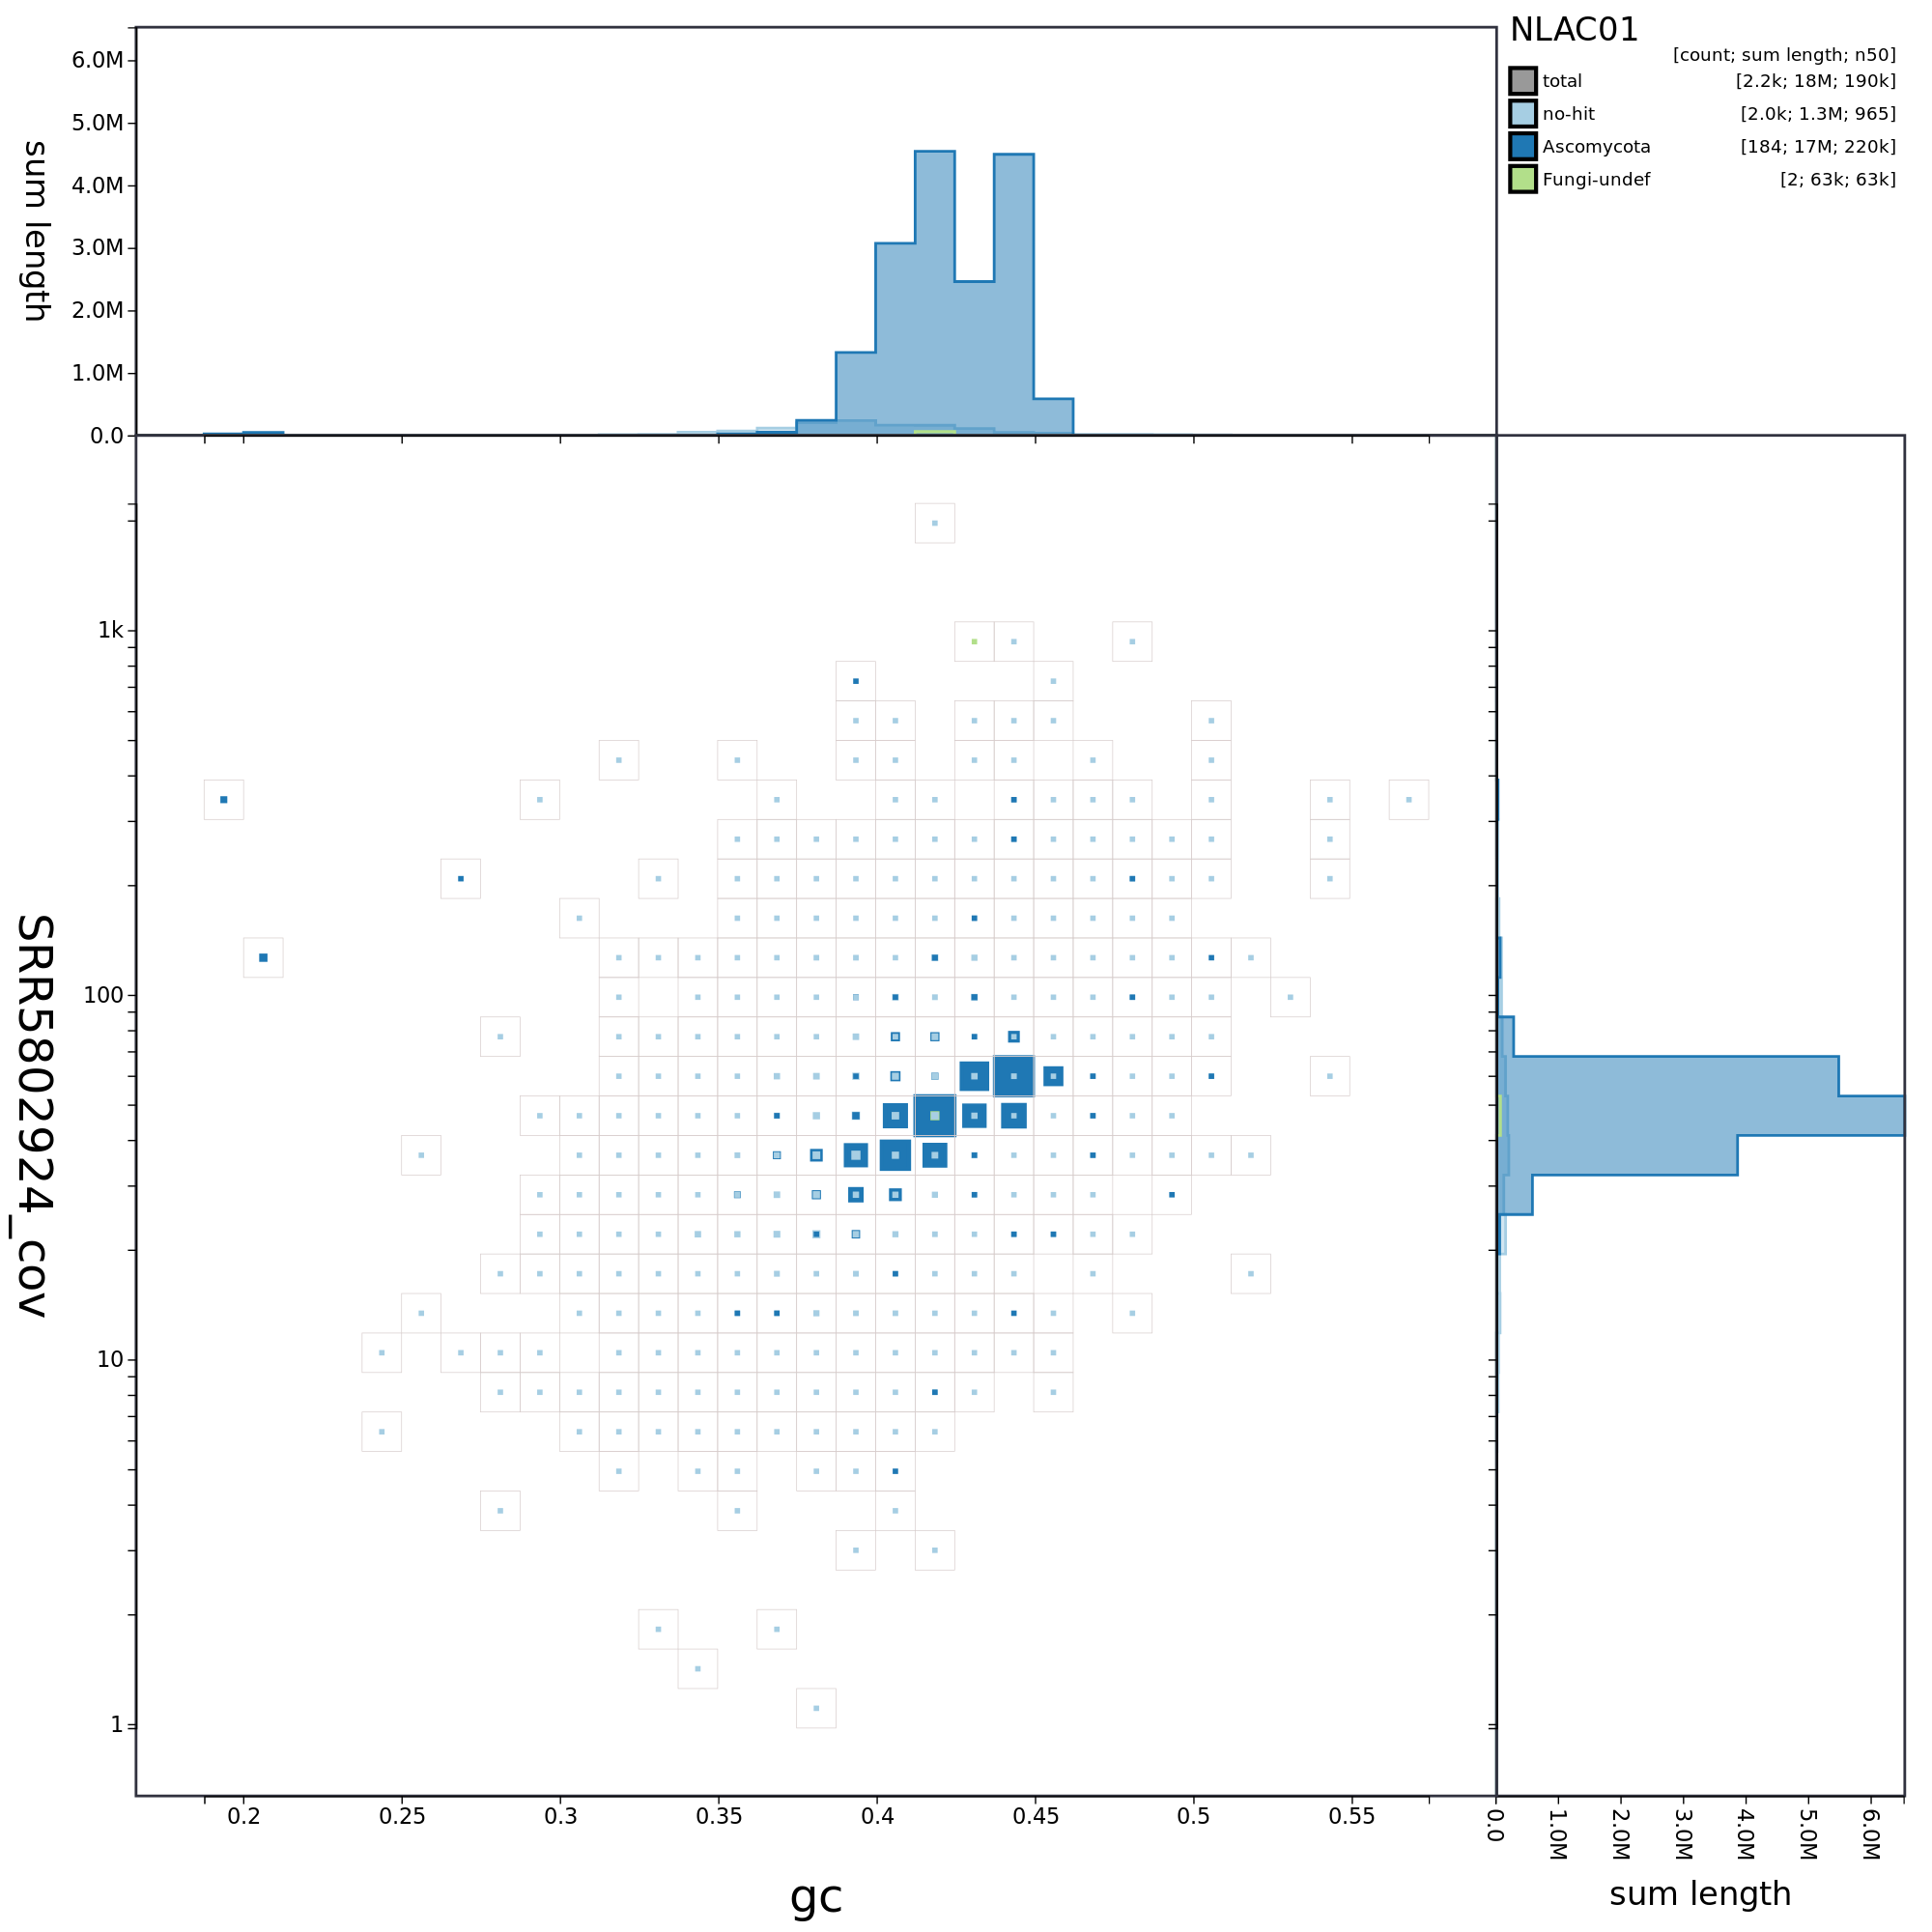 NLAC01
[count; sum length; n50]
total [2.2k; 18M; 190k]
no-hit [2.0k; 1.3M; 965]
Ascomycota [184; 17M; 220k]
Fungi-undef [2; 63k; 63k]
sum length
6.0M
5.0M
4.0M
3.0M
2.0M
1.0M
0.0
SRR5802924_cov
1k
100
10
1
0.2 0.25 0.3 0.35 0.4 0.45 0.5 0.55
gc
0.0 1.0M 2.0M 3.0M 4.0M 5.0M 6.0M
sum length